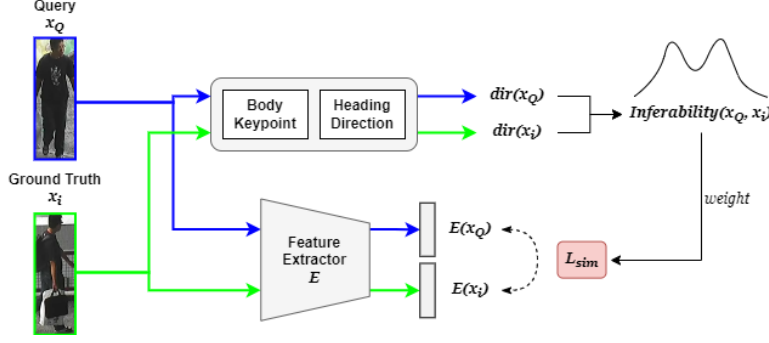 Query
x_Q
Body
Keypoint
Heading
Direction
dir(x_Q)
dir(x_i)
Inferability(x_Q, x_i)
Ground Truth
x_i
weight
Feature
Extractor
E
E(x_Q)
E(x_i)
L_sim